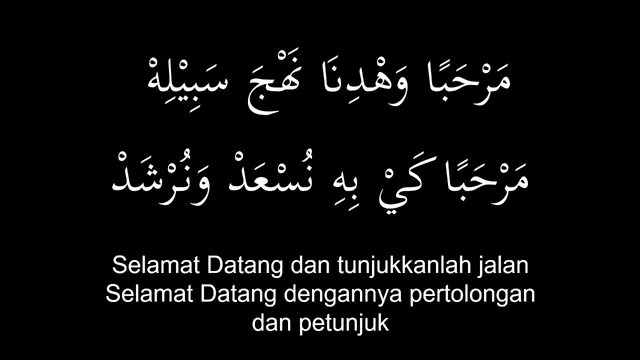 مَرْحَبًا وَهْدِنَا نَهْجَ سَبِيْلِهْ
مَرْحَبًا كَيْ بِهِ نُسْعَدْ وَنُرْشَدْ
Selamat Datang dan tunjukkanlah jalan
Selamat Datang dengannya pertolongan
dan petunjuk